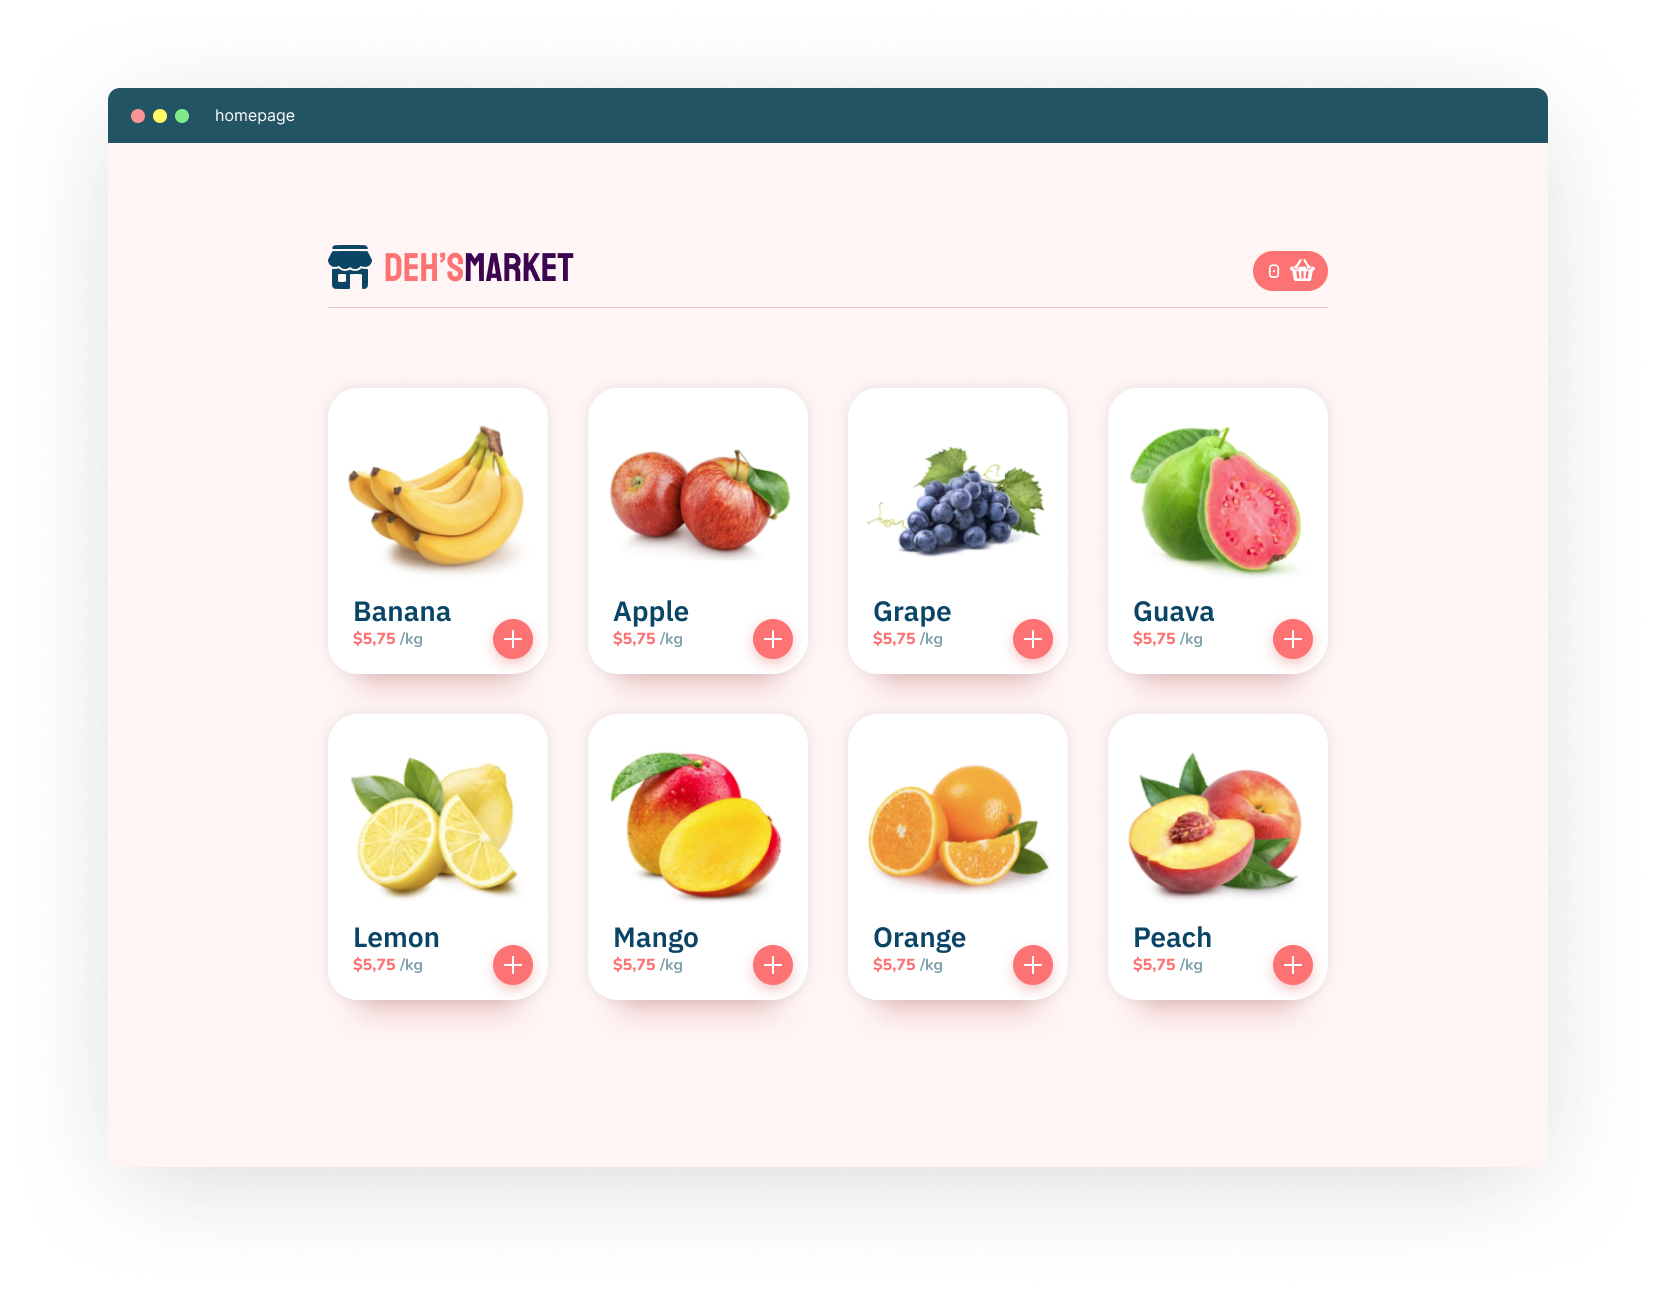 homepage
DEH'SMARKET
0
Banana
$5,75 /kg
Apple
$5,75 /kg
Grape
$5,75 /kg
Guava
$5,75 /kg
Lemon
$5,75 /kg
Mango
$5,75 /kg
Orange
$5,75 /kg
Peach
$5,75 /kg